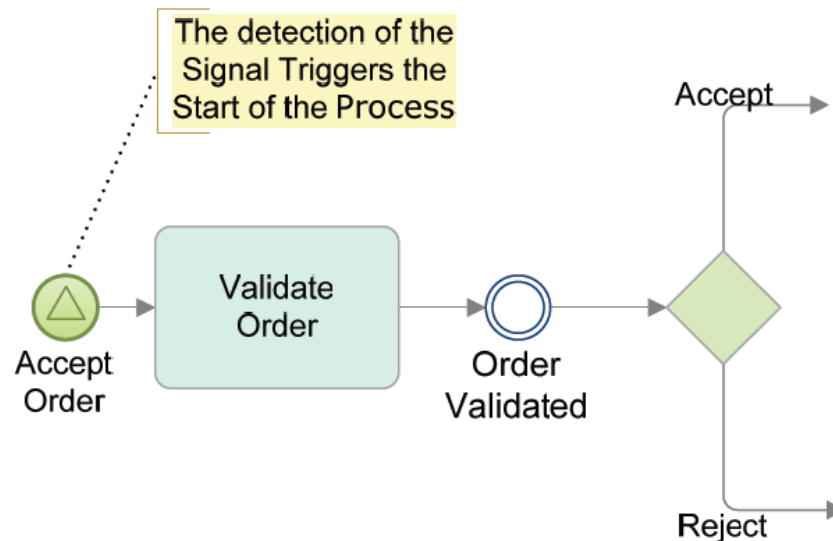 The detection of the
Signal Triggers the
Start of the Process
Accept
Validate
Order
Accept
Order
Order
Validated
Reject